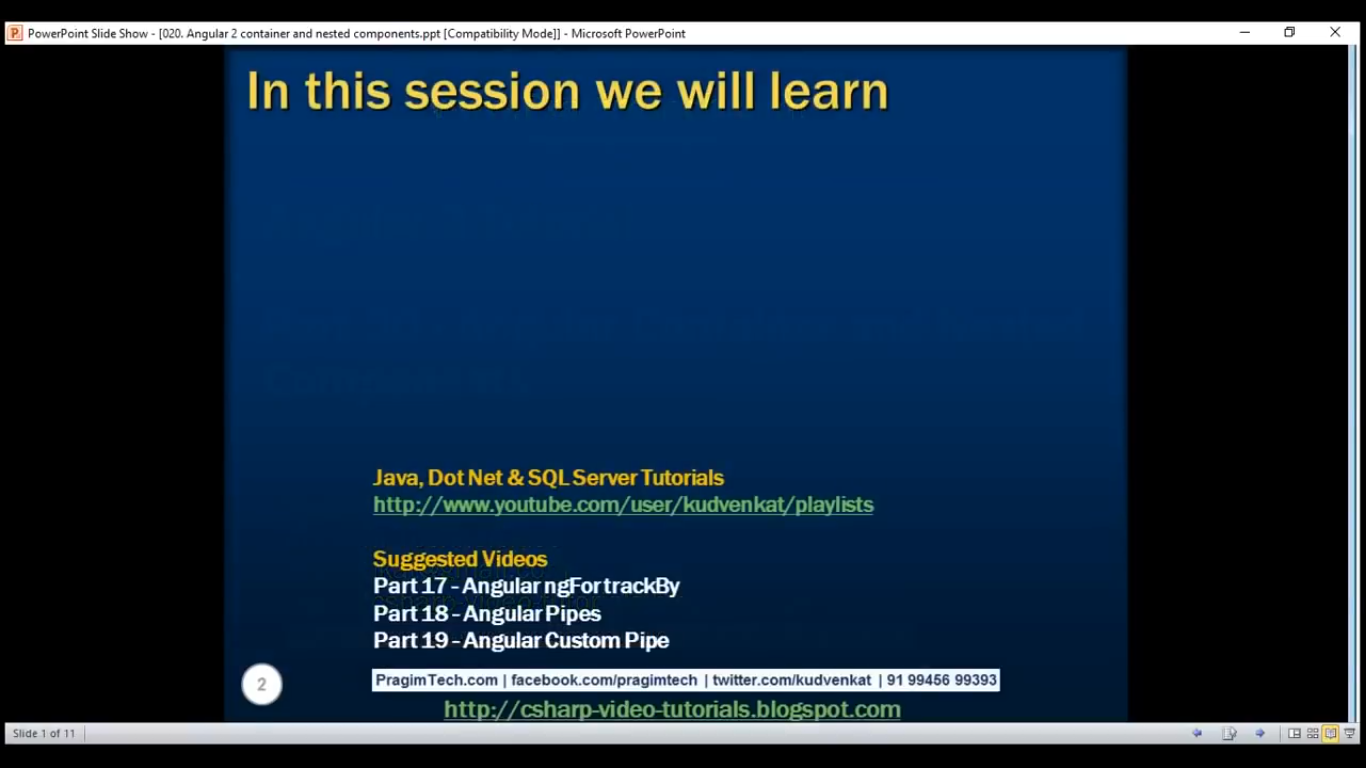 PowerPoint Slide Show - [020. Angular 2 container and nested components.ppt [Compatibility Mode]] - Microsoft PowerPoint
In this session we will learn
Java, Dot Net & SQL Server Tutorials
http://www.youtube.com/user/kudvenkat/playlists
Suggested Videos
Part 17 - Angular ngFor trackBy
Part 18 - Angular Pipes
Part 19 - Angular Custom Pipe
2
PragimTech.com | facebook.com/pragimtech | twitter.com/kudvenkat | 91 99456 99393
http://csharp-video-tutorials.blogspot.com
Slide 1 of 11